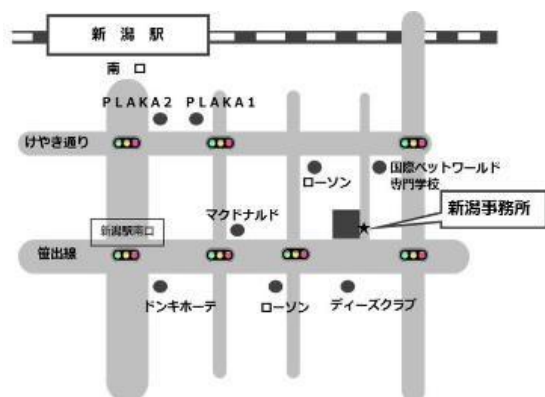 新潟駅
南 口
PLAKA2 PLAKA1
けやき通り
ローソン
国際ペットワールド
専門学校
新潟事務所
マクドナルド
新潟駅南口
笹出線
ドンキホーテ
ローソン
ディーズクラブ